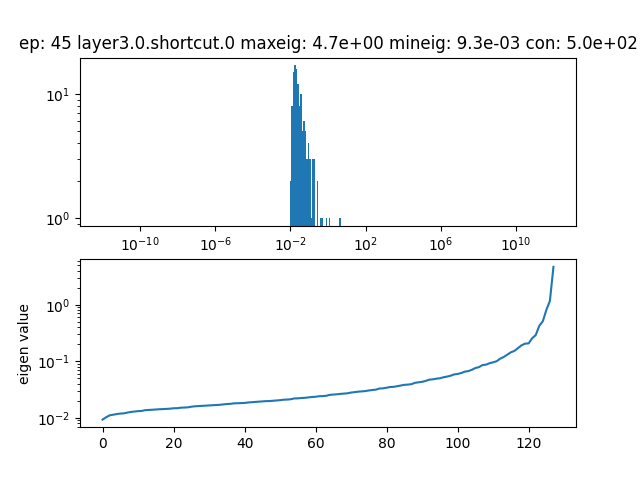 ep: 45 layer3.0.shortcut.0 maxeig: 4.7e+00 mineig: 9.3e-03 con: 5.0e+02
10¹
10⁰
10⁻¹⁰ 10⁻⁶ 10⁻² 10² 10⁶ 10¹⁰
eigen value
10⁰
10⁻¹
10⁻²
0 20 40 60 80 100 120